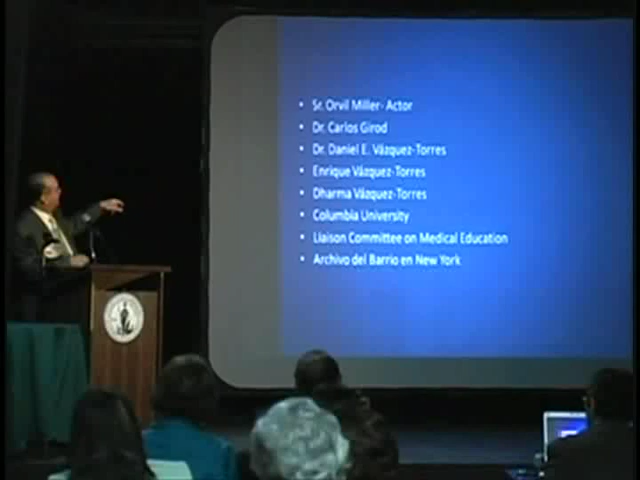 • Sr. Orvil Miller- Actor
• Dr. Carlos Girod
• Dr. Daniel E. Vázquez-Torres
• Enrique Vázquez-Torres
• Dharma Vázquez-Torres
• Columbia University
• Liaison Committee on Medical Education
• Archivo del Barrio en New York